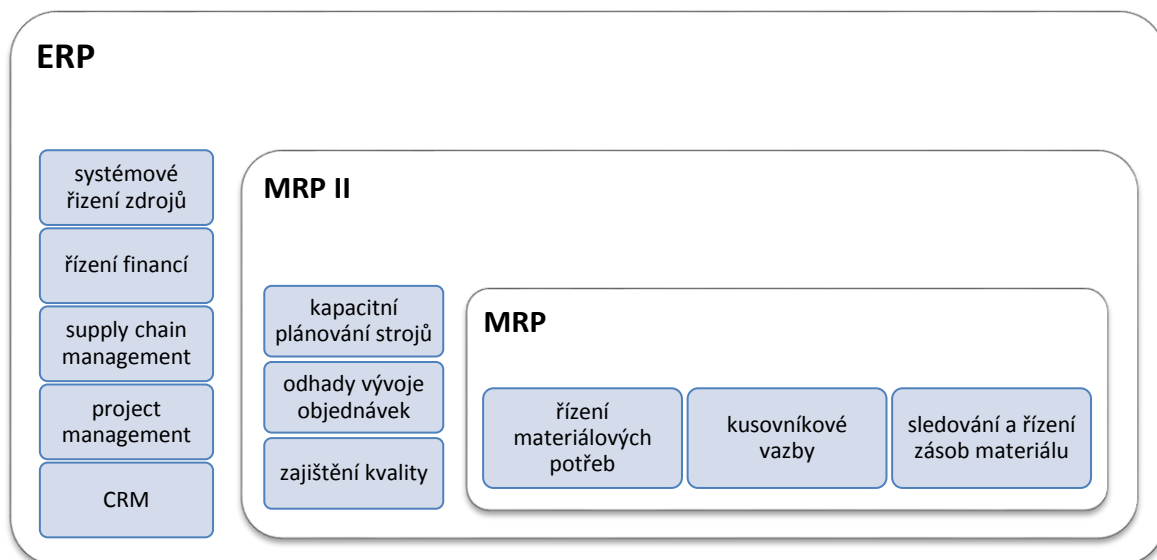 ERP
systémové
řizení zdrojů
řízení financí
supply chain
management
project
management
CRM
MRP II
kapacitní
plánování strojů
odhady vývoje
objednávek
zajištění kvality
MRP
řízení
materiálových
potřeb
kusovníkové
vazby
sledování a řízení
zásob materiálu